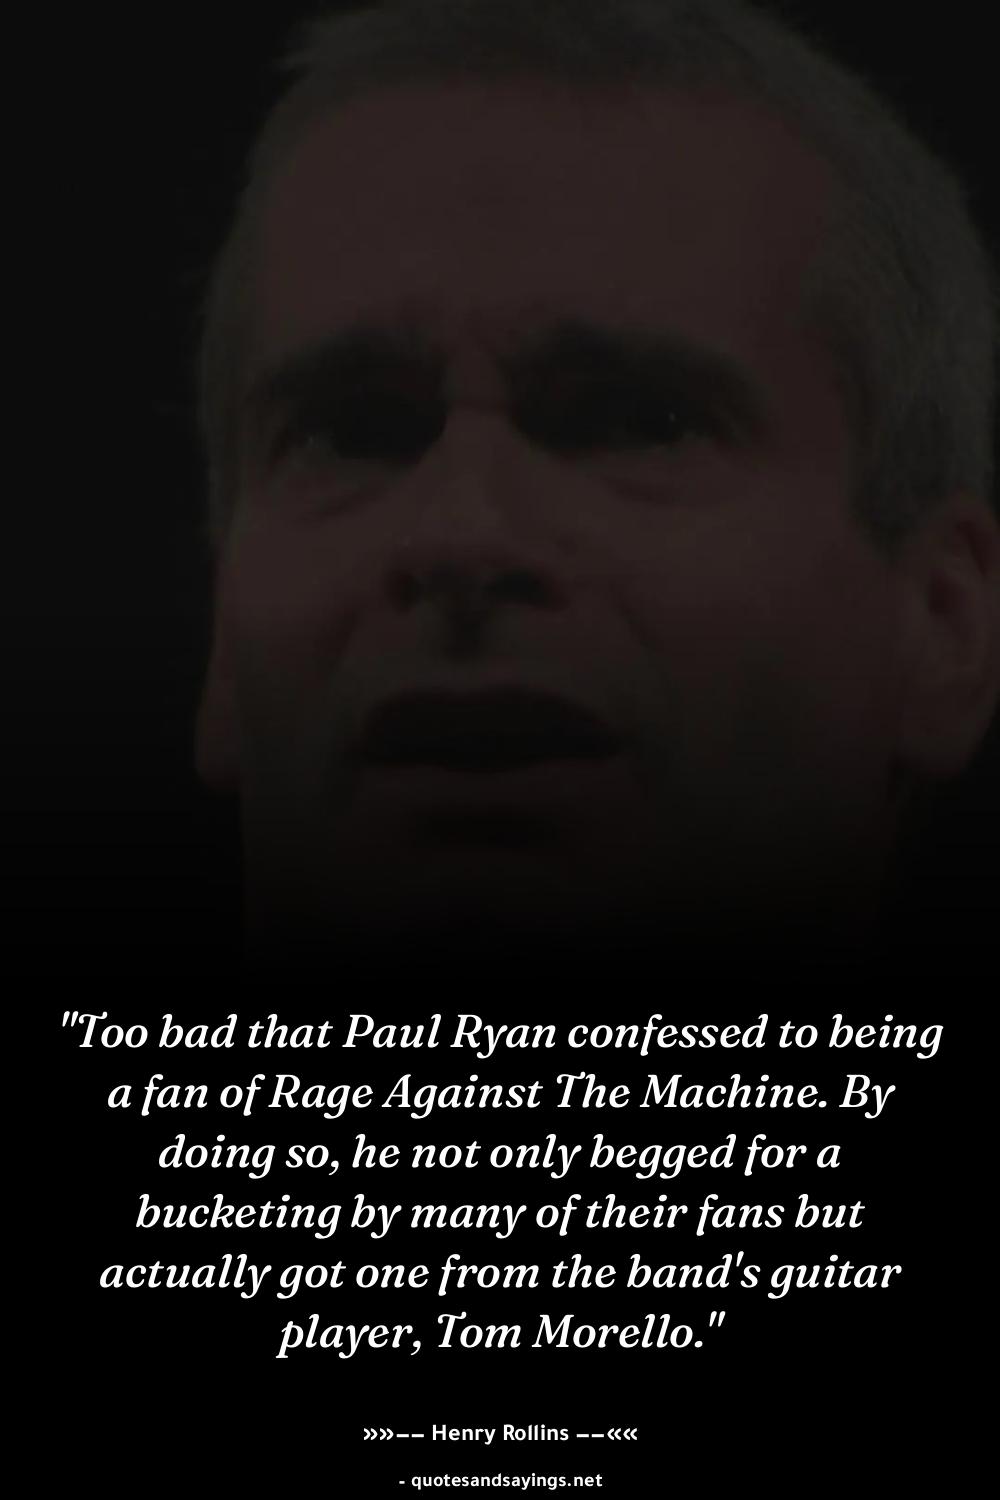 "Too bad that Paul Ryan confessed to being
a fan of Rage Against The Machine. By
doing so, he not only begged for a
bucketing by many of their fans but
actually got one from the band's guitar
player, Tom Morello."
»»−− Henry Rollins −−««
- quotesandsayings.net